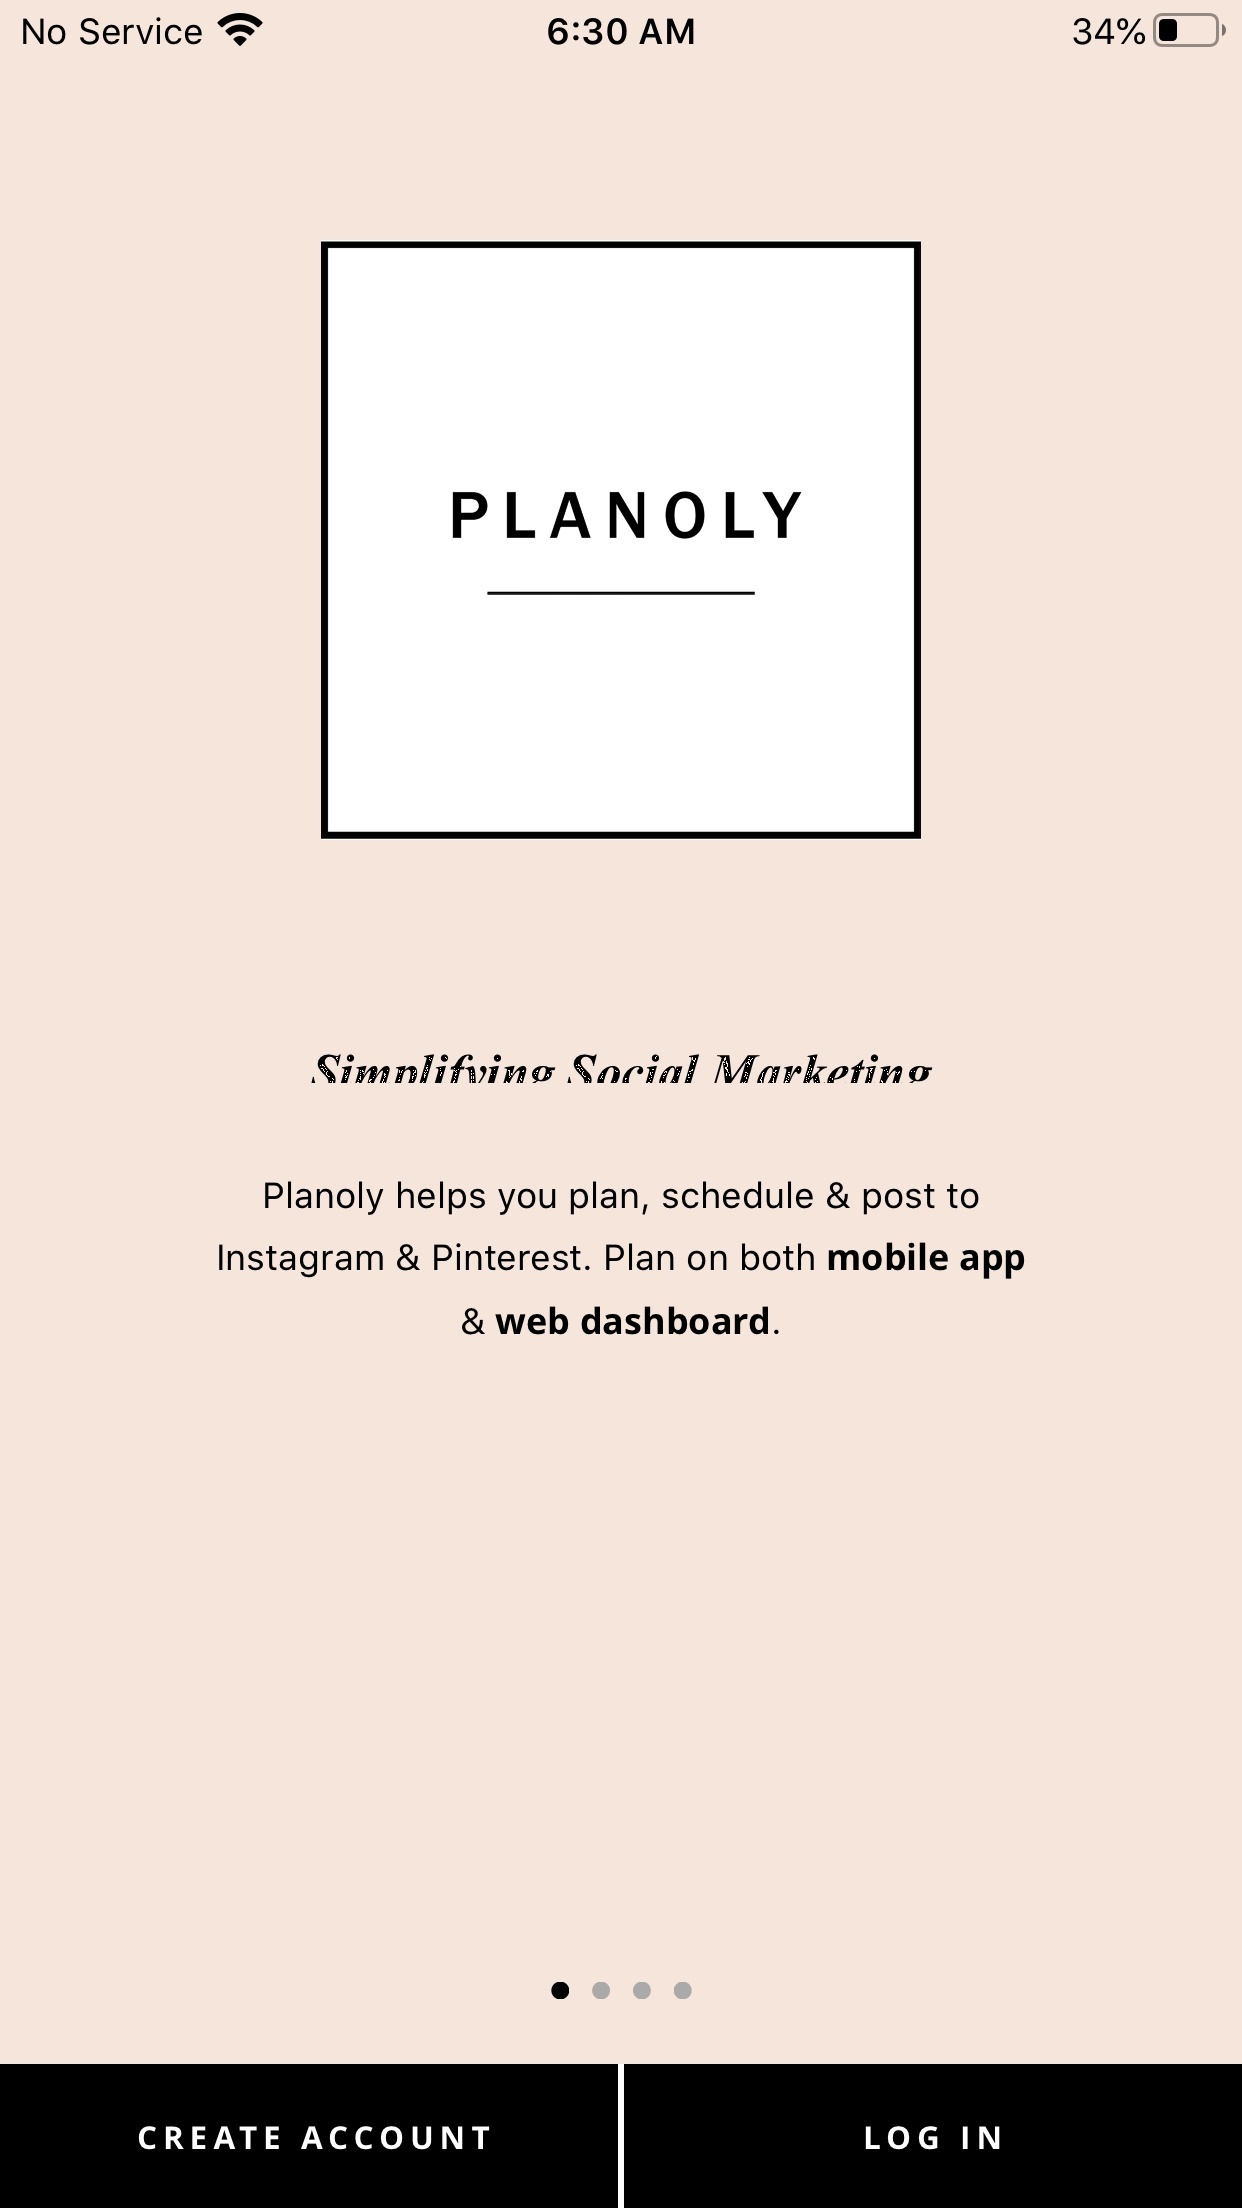 No Service 6:30 AM 34%
PLANOLY
Simplifying Social Marketing
Planoly helps you plan, schedule & post to
Instagram & Pinterest. Plan on both mobile app
& web dashboard.
CREATE ACCOUNT LOG IN